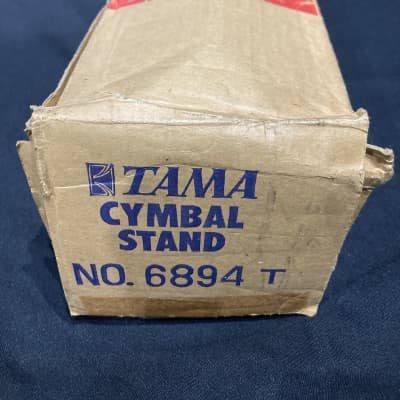 TAMA
CYMBAL
STAND
NO. 6894 T